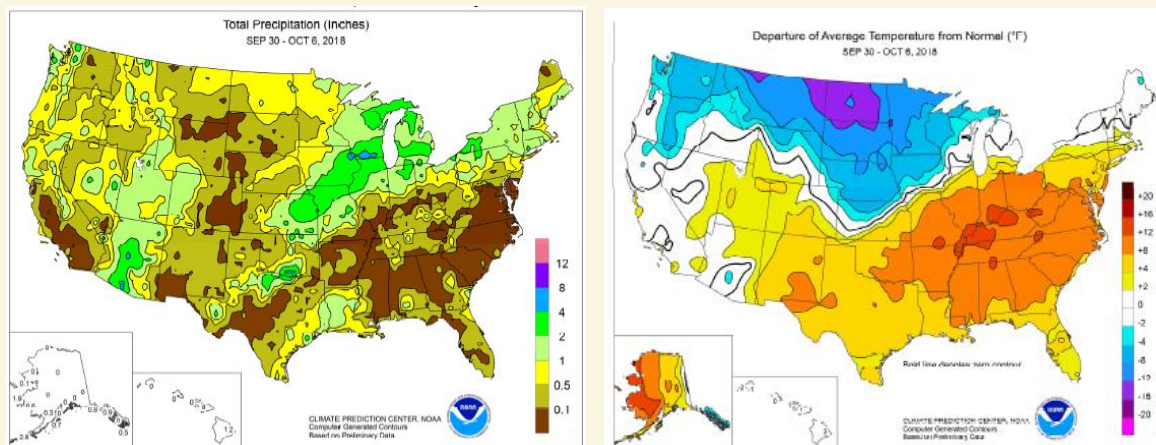 Total Precipitation (Inches)
SEP 30 - OCT 6, 2018
12
8
4
2
1
0.5
0.1
CLIMATE PREDICTION CENTER, NOAA
Computer Generated Contours
Based on Preliminary Data
NOAA
Departure of Average Temperature from Normal (°F)
SEP 30 - OCT 6, 2018
+20
+16
+12
+8
+4
+2
0
-2
-4
-8
-12
-16
-20
Bold line denotes zero contour
CLIMATE PREDICTION CENTER, NOAA
Computer Generated Contours
Based on Preliminary Data
NOAA